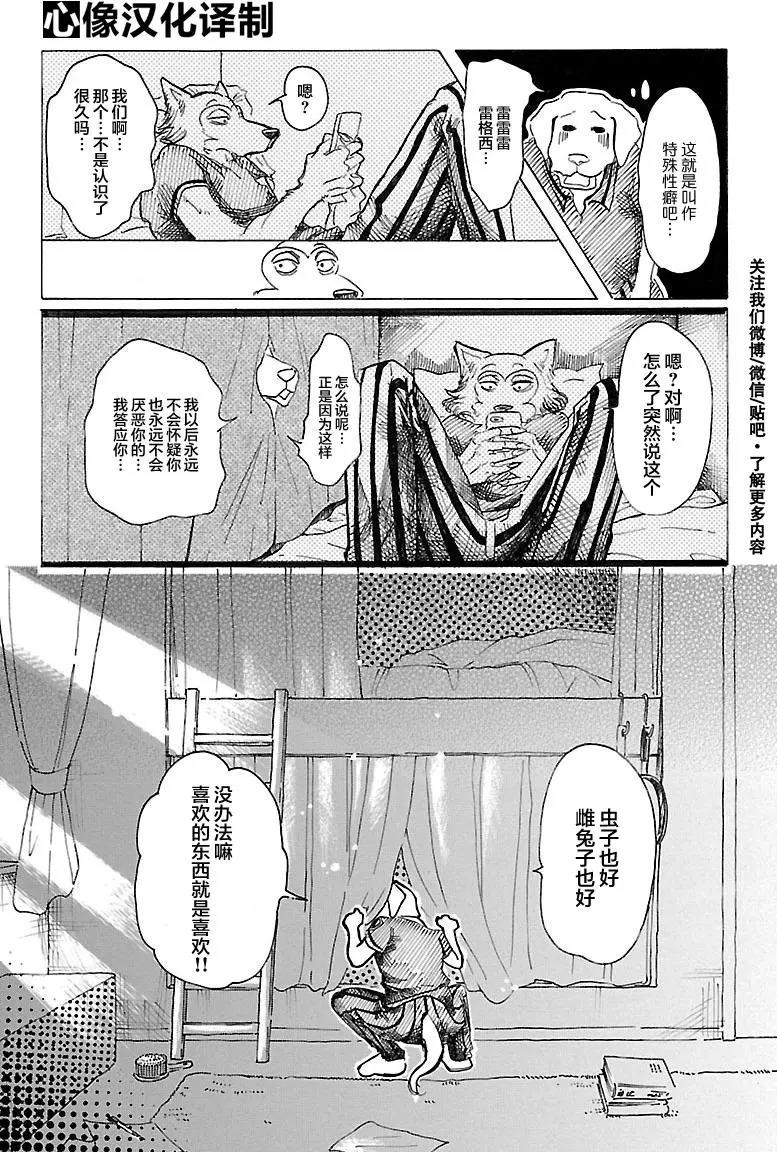 心像汉化译制
这就是叫作
特殊性癖吧…
雷雷雷
雷格西…
嗯？
我们啊…
那个…不是认识了
很久吗…
嗯？对啊…
怎么了突然说这个
怎么说呢…
正是因为这样
我以后永远
不会怀疑你
也永远不会
厌恶你的…
我答应你…
虫子也好
雌兔子也好
没办法嘛
喜欢的东西就是喜欢!!
关注我们微博/微信/贴吧·了解更多内容